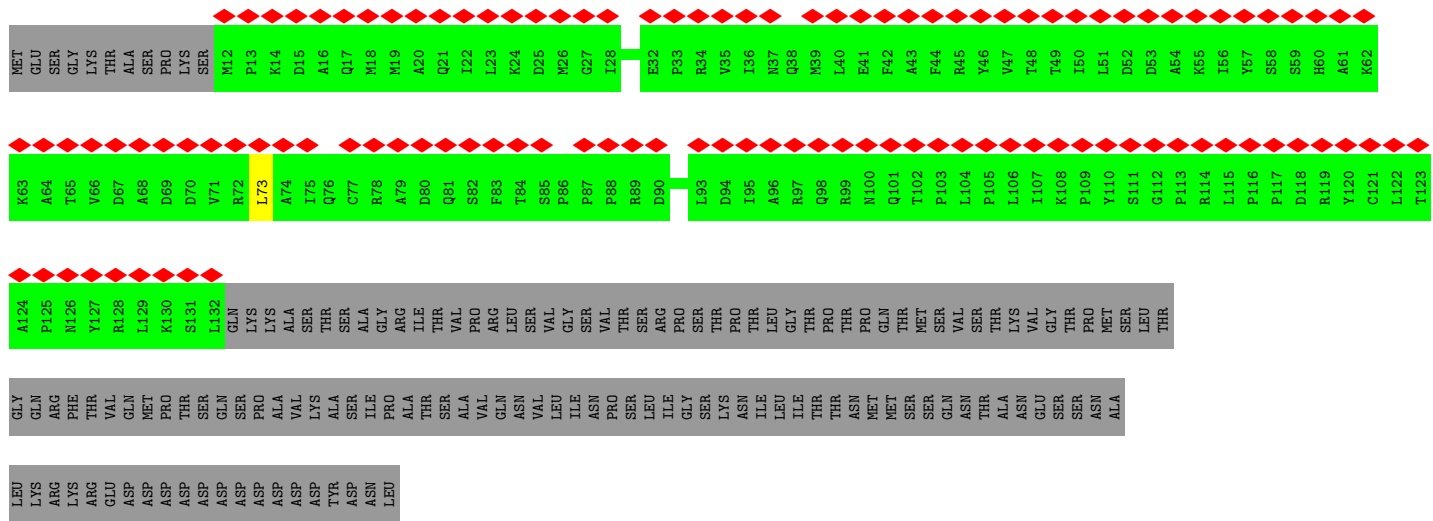 MET GLU SER GLY LYS THR ALA SER PRO LYS SER M12 P13 K14 D15 A16 Q17 M18 M19 A20 Q21 I22 L23 K24 D25 M26 G27 I28 E32 P33 R34 V35 I36 N37 Q38 M39 L40 E41 F42 A43 F44 R45 Y46 V47 T48 T49 I50 L51 D52 D53 A54 K55 I56 Y57 S58 S59 H60 A61 K62
K63 A64 T65 V66 D67 A68 D69 D70 V71 R72 L73 A74 I75 Q76 C77 R78 A79 D80 Q81 S82 F83 T84 S85 P86 P87 P88 R89 D90 L93 D94 I95 A96 R97 Q98 R99 N100 Q101 T102 P103 L104 P105 L106 I107 K108 P109 Y110 S111 G112 P113 R114 L115 P116 P117 D118 R119 Y120 C121 L122 T123
A124 P125 N126 Y127 R128 L129 K130 S131 L132 GLN LYS LYS ALA SER THR SER ALA GLY ARG ILE THR VAL PRO ARG LEU SER VAL GLY SER VAL THR SER ARG PRO SER THR PRO THR LEU GLY THR PRO THR PRO GLN THR MET SER VAL SER THR LYS VAL GLY THR PRO MET SER LEU THR
GLY GLN ARG PHE THR VAL GLN MET PRO THR SER GLN SER PRO ALA VAL LYS ALA SER ILE PRO ALA THR SER ALA VAL GLN ASN VAL LEU ILE ASN PRO SER LEU ILE GLY SER LYS ASN ILE LEU ILE THR THR ASN MET MET SER SER GLN ASN THR ALA ASN GLU SER SER ASN ALA
LEU LYS ARG LYS ARG GLU ASP ASP ASP ASP ASP ASP ASP ASP ASP ASP TYR ASP ASN LEU